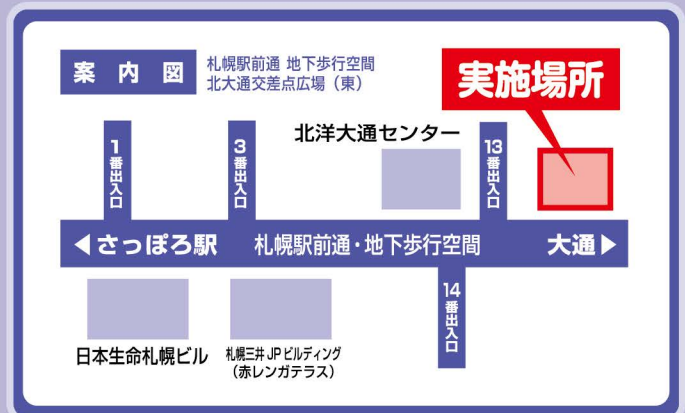 案内図
札幌駅前通 地下歩行空間
北大通交差点広場（東）
実施場所
北洋大通センター
1番出入口
3番出入口
13番出入口
◀さっぽろ駅
札幌駅前通・地下歩行空間
大通▶
14番出入口
日本生命札幌ビル
札幌三井JPビルディング
（赤レンガテラス）